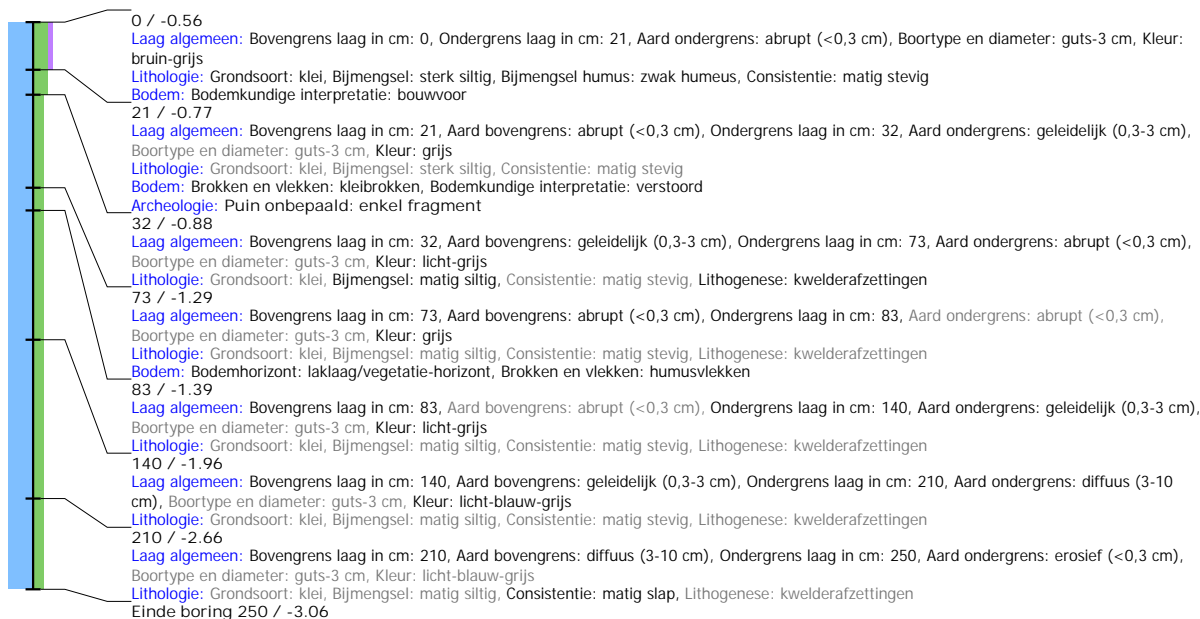 0 / -0.56
Laag algemeen: Bovengrens laag in cm: 0, Ondergrens laag in cm: 21, Aard ondergrens: abrupt (<0,3 cm), Boortype en diameter: guts-3 cm, Kleur:
bruin-grijs
Lithologie: Grondsoort: klei, Bijmengsel: sterk siltig, Bijmengsel humus: zwak humeus, Consistentie: matig stevig
Bodem: Bodemkundige interpretatie: bouwvoor
21 / -0.77
Laag algemeen: Bovengrens laag in cm: 21, Aard bovengrens: abrupt (<0,3 cm), Ondergrens laag in cm: 32, Aard ondergrens: geleidelijk (0,3-3 cm),
Boortype en diameter: guts-3 cm, Kleur: grijs
Lithologie: Grondsoort: klei, Bijmengsel: sterk siltig, Consistentie: matig stevig
Bodem: Brokken en vlekken: kleibrokken, Bodemkundige interpretatie: verstoord
Archeologie: Puin onbepaald: enkel fragment
32 / -0.88
Laag algemeen: Bovengrens laag in cm: 32, Aard bovengrens: geleidelijk (0,3-3 cm), Ondergrens laag in cm: 73, Aard ondergrens: abrupt (<0,3 cm),
Boortype en diameter: guts-3 cm, Kleur: licht-grijs
Lithologie: Grondsoort: klei, Bijmengsel: matig siltig, Consistentie: matig stevig, Lithogenese: kwelderafzettingen
73 / -1.29
Laag algemeen: Bovengrens laag in cm: 73, Aard bovengrens: abrupt (<0,3 cm), Ondergrens laag in cm: 83, Aard ondergrens: abrupt (<0,3 cm),
Boortype en diameter: guts-3 cm, Kleur: grijs
Lithologie: Grondsoort: klei, Bijmengsel: matig siltig, Consistentie: matig stevig, Lithogenese: kwelderafzettingen
Bodem: Bodemhorizont: laklaag/vegetatie-horizont, Brokken en vlekken: humusvlekken
83 / -1.39
Laag algemeen: Bovengrens laag in cm: 83, Aard bovengrens: abrupt (<0,3 cm), Ondergrens laag in cm: 140, Aard ondergrens: geleidelijk (0,3-3 cm),
Boortype en diameter: guts-3 cm, Kleur: licht-grijs
Lithologie: Grondsoort: klei, Bijmengsel: matig siltig, Consistentie: matig stevig, Lithogenese: kwelderafzettingen
140 / -1.96
Laag algemeen: Bovengrens laag in cm: 140, Aard bovengrens: geleidelijk (0,3-3 cm), Ondergrens laag in cm: 210, Aard ondergrens: diffuus (3-10
cm), Boortype en diameter: guts-3 cm, Kleur: licht-blauw-grijs
Lithologie: Grondsoort: klei, Bijmengsel: matig siltig, Consistentie: matig stevig, Lithogenese: kwelderafzettingen
210 / -2.66
Laag algemeen: Bovengrens laag in cm: 210, Aard bovengrens: diffuus (3-10 cm), Ondergrens laag in cm: 250, Aard ondergrens: erosief (<0,3 cm),
Boortype en diameter: guts-3 cm, Kleur: licht-blauw-grijs
Lithologie: Grondsoort: klei, Bijmengsel: matig siltig, Consistentie: matig slap, Lithogenese: kwelderafzettingen
Einde boring 250 / -3.06